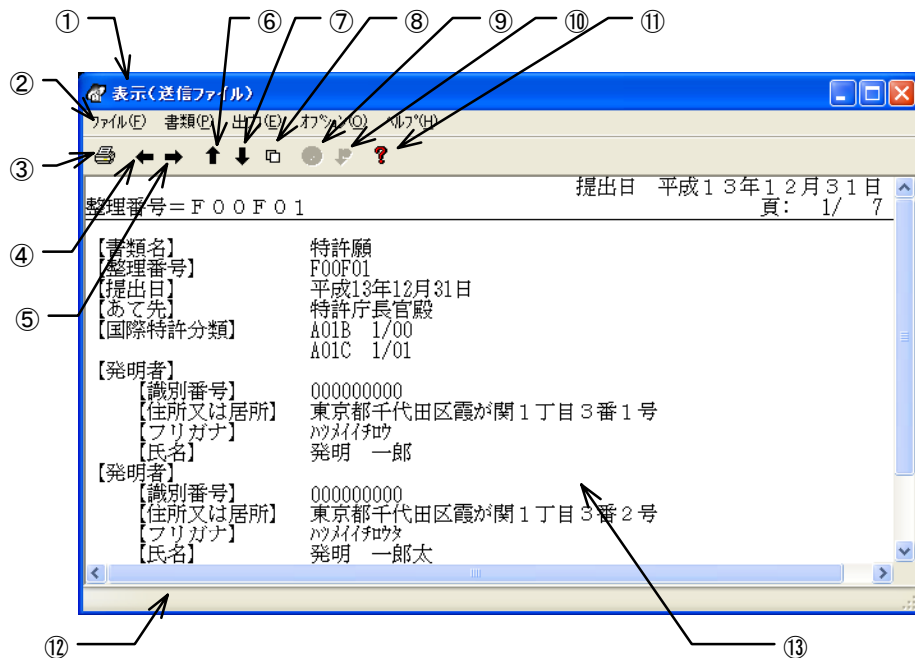 ① ⑥ ⑦ ⑧ ⑨ ⑩ ⑪
②
表示(送信ファイル)
ファイル(F) 書類(P) 出力(E) オプション(O) ヘルプ(H)
③
?
提出日 平成13年12月31日
整理番号=F00F01 頁: 1/ 7
④
⑤
【書類名】 特許願
【整理番号】 F00F01
【提出日】 平成13年12月31日
【あて先】 特許庁長官殿
【国際特許分類】 A01B 1/00
A01C 1/01
【発明者】
【識別番号】 000000000
【住所又は居所】 東京都千代田区霞が関1丁目3番1号
【フリガナ】 ハツメイイチロウ
【氏名】 発明 一郎
【発明者】
【識別番号】 000000000
【住所又は居所】 東京都千代田区霞が関1丁目3番2号
【フリガナ】 ハツメイイチロウタ
【氏名】 発明 一郎太
⑫ ⑬